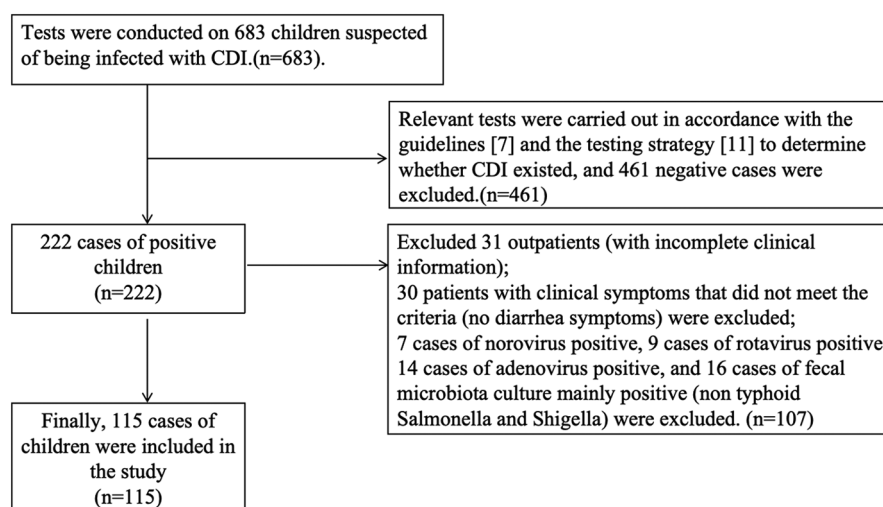 Tests were conducted on 683 children suspected
of being infected with CDI.(n=683).
Relevant tests were carried out in accordance with the
guidelines [7] and the testing strategy [11] to determine
whether CDI existed, and 461 negative cases were
excluded.(n=461)
222 cases of positive
children
(n=222)
Excluded 31 outpatients (with incomplete clinical
information);
30 patients with clinical symptoms that did not meet the
criteria (no diarrhea symptoms) were excluded;
7 cases of norovirus positive, 9 cases of rotavirus positive
14 cases of adenovirus positive, and 16 cases of fecal
microbiota culture mainly positive (non typhoid
Salmonella and Shigella) were excluded. (n=107)
Finally, 115 cases of
children were included in
the study
(n=115)